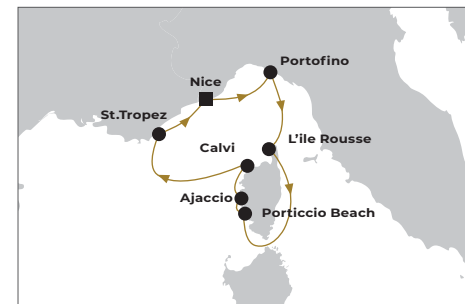 Portofino
Nice
St.Tropez
L'ile Rousse
Calvi
Ajaccio
Porticcio Beach